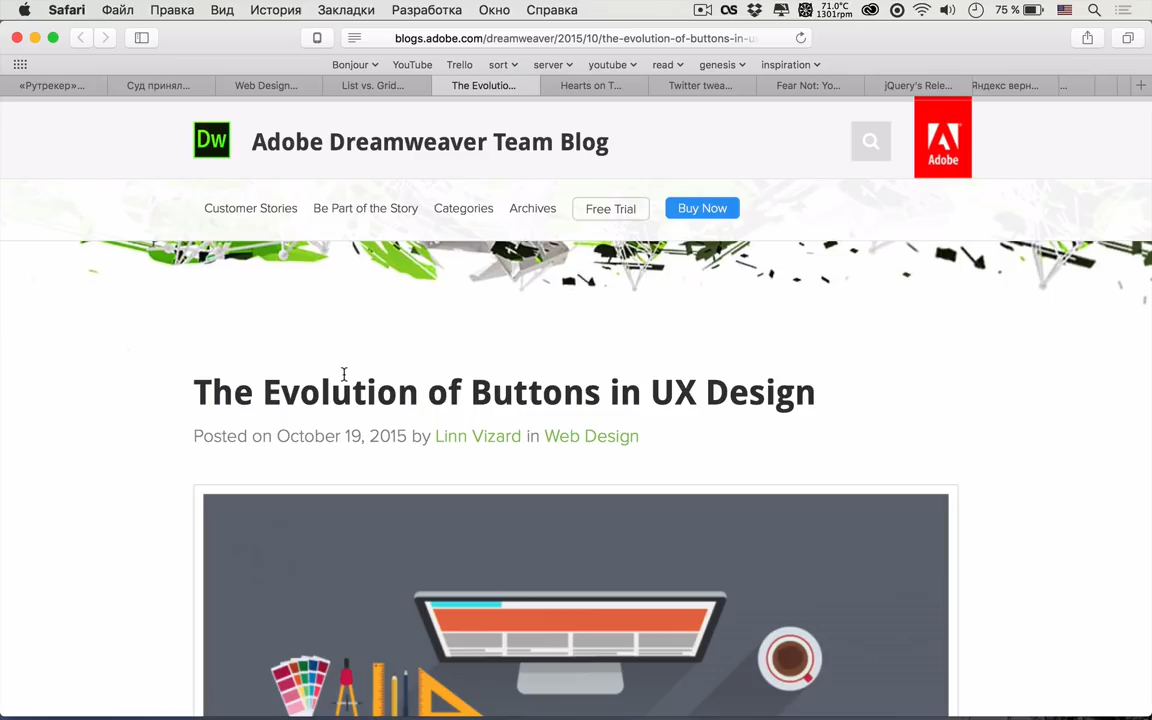 Safari Файл Правка Вид История Закладки Разработка Окно Справка 71.0°C 1301rpm 75 %
blogs.adobe.com/dreamweaver/2015/10/the-evolution-of-buttons-in-u
Bonjour YouTube Trello sort server youtube read genesis inspiration
«Рутрекер»... Суд принял... Web Design... List vs. Grid... The Evolutio... Hearts on T... Twitter twea... Fear Not: Yo... jQuery's Rele... Яндекс верн... ...
Dw Adobe Dreamweaver Team Blog Adobe
Customer Stories Be Part of the Story Categories Archives Free Trial Buy Now
The Evolution of Buttons in UX Design
Posted on October 19, 2015 by Linn Vizard in Web Design